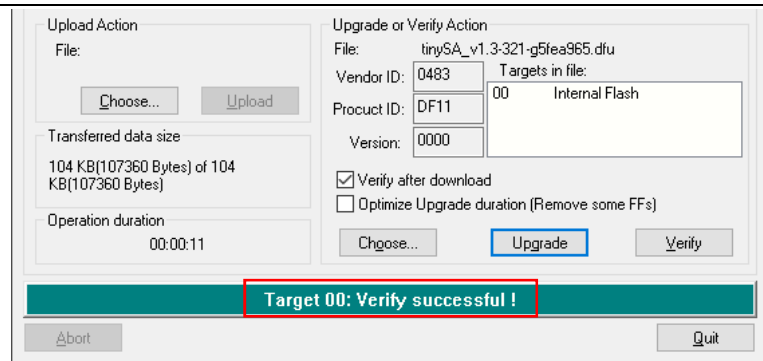 Upload Action
File:
Choose...
Upload
Transferred data size
104 KB(107360 Bytes) of 104
KB(107360 Bytes)
Operation duration
00:00:11
Upgrade or Verify Action
File: tinySA_v1.3-321-g5fea965.dfu
Vendor ID: 0483
Procuct ID: DF11
Version: 0000
Targets in file:
00 Internal Flash
Verify after download
Optimize Upgrade duration (Remove some FFs)
Choose...
Upgrade
Verify
Target 00: Verify successful !
Abort
Quit